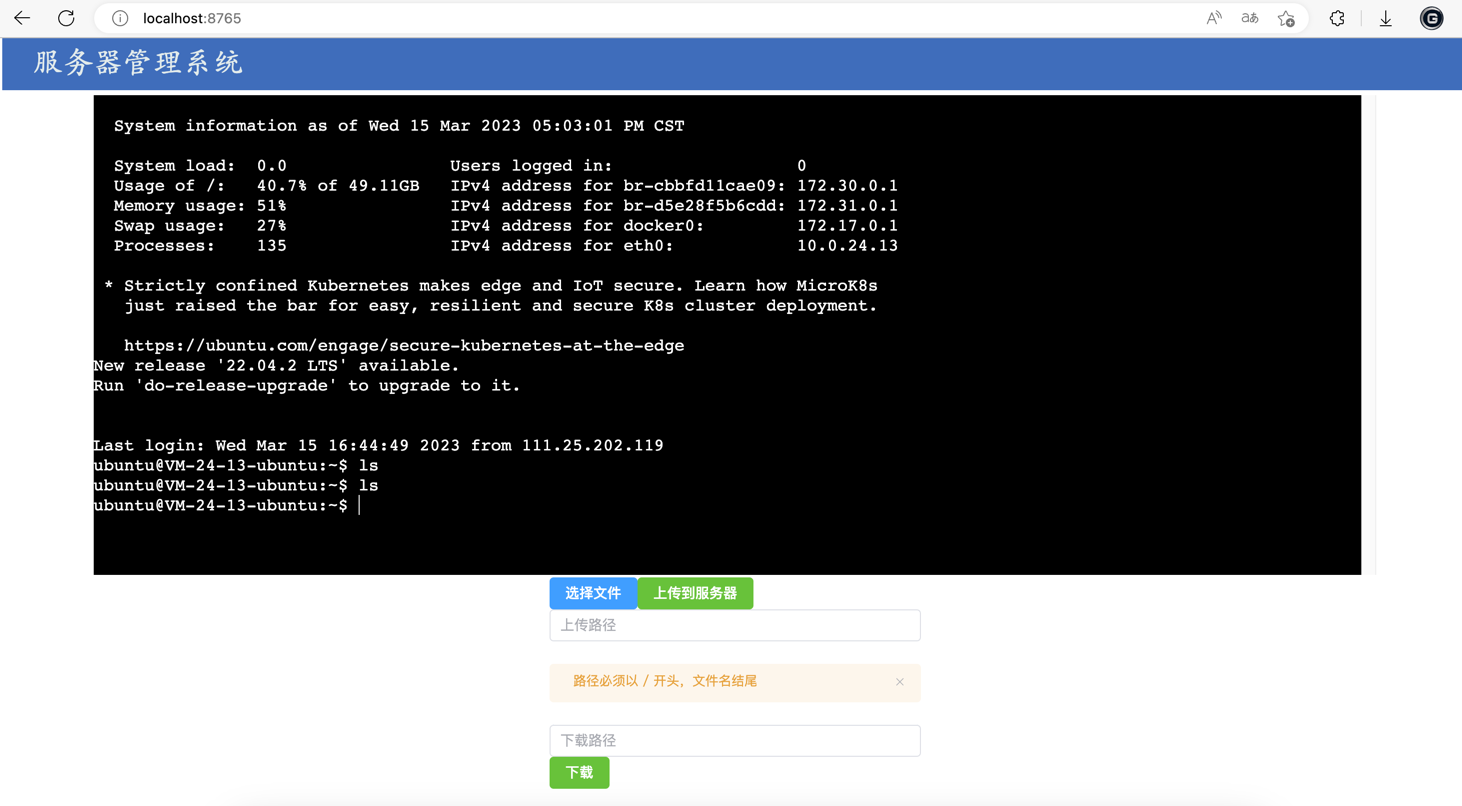 localhost:8765
服务器管理系统
System information as of Wed 15 Mar 2023 05:03:01 PM CST
System load: 0.0 Users logged in: 0
Usage of /: 40.7% of 49.11GB IPv4 address for br-cbbfd11cae09: 172.30.0.1
Memory usage: 51% IPv4 address for br-d5e28f5b6cdd: 172.31.0.1
Swap usage: 27% IPv4 address for docker0: 172.17.0.1
Processes: 135 IPv4 address for eth0: 10.0.24.13
* Strictly confined Kubernetes makes edge and IoT secure. Learn how MicroK8s
just raised the bar for easy, resilient and secure K8s cluster deployment.
https://ubuntu.com/engage/secure-kubernetes-at-the-edge
New release '22.04.2 LTS' available.
Run 'do-release-upgrade' to upgrade to it.
Last login: Wed Mar 15 16:44:49 2023 from 111.25.202.119
ubuntu@VM-24-13-ubuntu:~$ ls
ubuntu@VM-24-13-ubuntu:~$ ls
ubuntu@VM-24-13-ubuntu:~$
选择文件 上传到服务器
上传路径
路径必须以 / 开头，文件名结尾
下载路径
下载